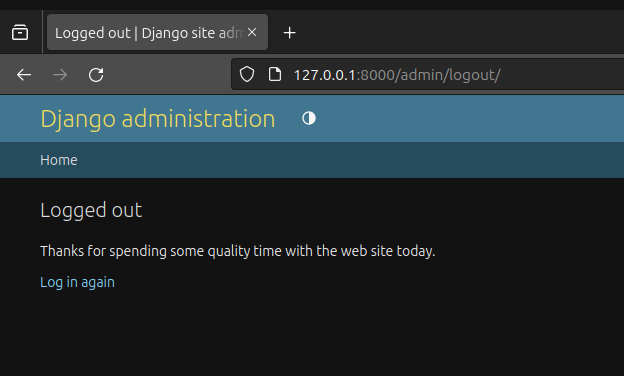 Logged out | Django site adm
127.0.0.1:8000/admin/logout/
Django administration
Home
Logged out
Thanks for spending some quality time with the web site today.
Log in again